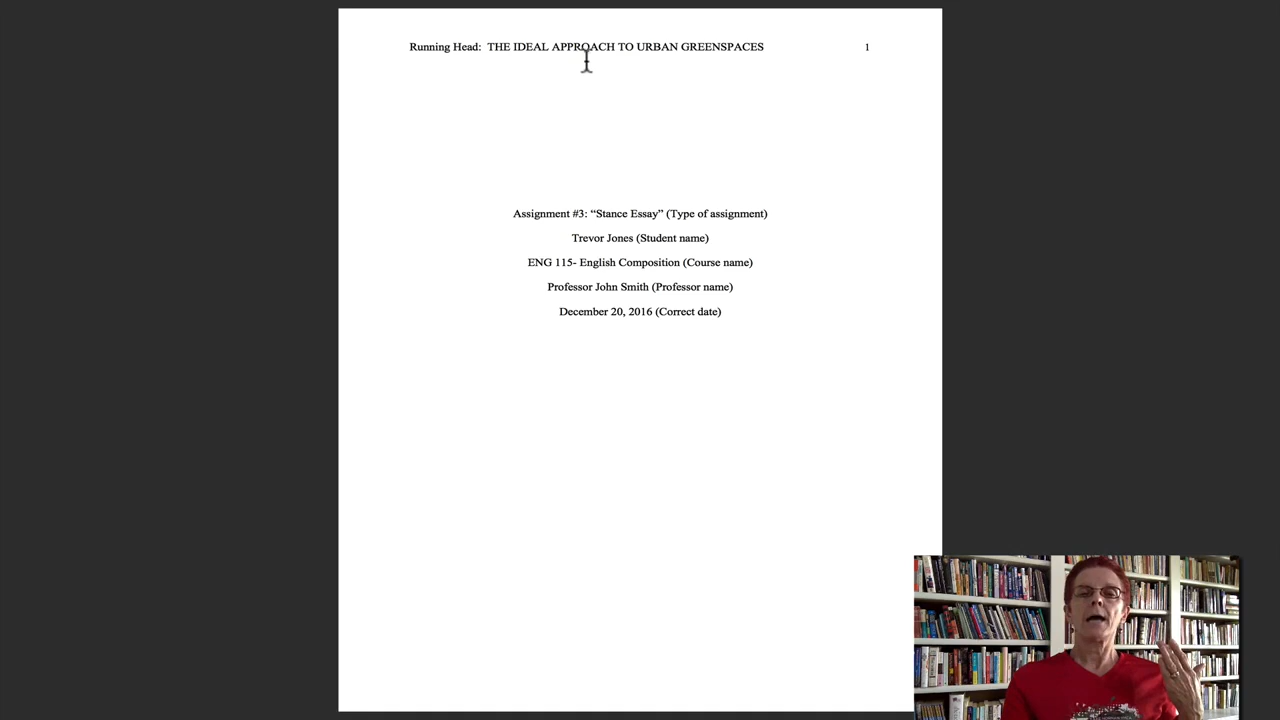 Running Head: THE IDEAL APPROACH TO URBAN GREENSPACES 1
Assignment #3: “Stance Essay” (Type of assignment)
Trevor Jones (Student name)
ENG 115- English Composition (Course name)
Professor John Smith (Professor name)
December 20, 2016 (Correct date)